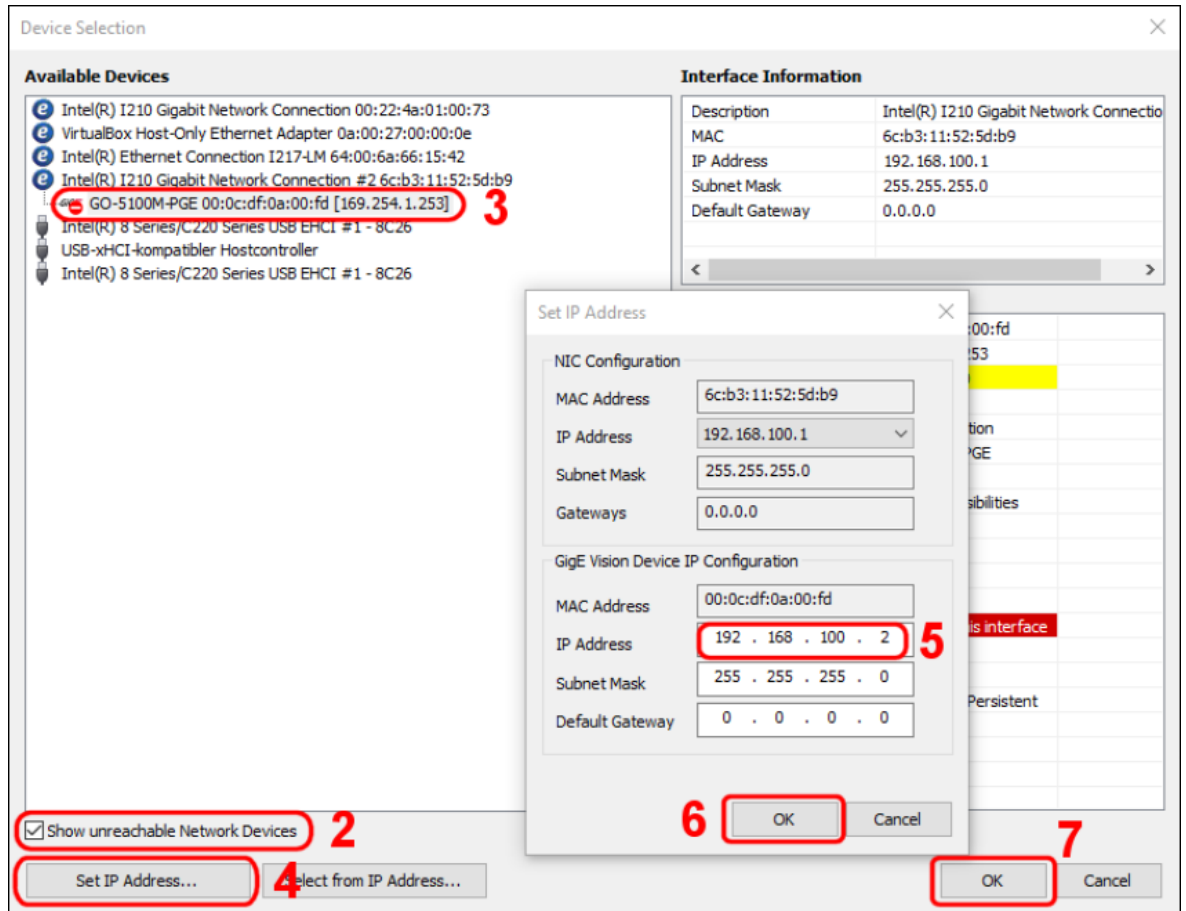 Device Selection
Available Devices
Intel(R) I210 Gigabit Network Connection 00:22:4a:01:00:73
VirtualBox Host-Only Ethernet Adapter 0a:00:27:00:00:0e
Intel(R) Ethernet Connection I217-LM 64:00:6a:66:15:42
Intel(R) I210 Gigabit Network Connection #2 6c:b3:11:52:5d:b9
GO-5100M-PGE 00:0c:df:0a:00:fd [169.254.1.253]
3
Intel(R) 8 Series/C220 Series USB EHCI #1 - 8C26
USB-xHCI-kompatibler Hostcontroller
Intel(R) 8 Series/C220 Series USB EHCI #1 - 8C26
Interface Information
Description Intel(R) I210 Gigabit Network Connectio
MAC 6c:b3:11:52:5d:b9
IP Address 192.168.100.1
Subnet Mask 255.255.255.0
Default Gateway 0.0.0.0
:00:fd
253
tion
PGE
sibilities
is interface
Persistent
Set IP Address
NIC Configuration
MAC Address 6c:b3:11:52:5d:b9
IP Address 192.168.100.1
Subnet Mask 255.255.255.0
Gateways 0.0.0.0
GigE Vision Device IP Configuration
MAC Address 00:0c:df:0a:00:fd
IP Address 192 . 168 . 100 . 2 5
Subnet Mask 255 . 255 . 255 . 0
Default Gateway 0 . 0 . 0 . 0
6 OK Cancel
Show unreachable Network Devices 2
Set IP Address... 4 Select from IP Address...
7
OK Cancel